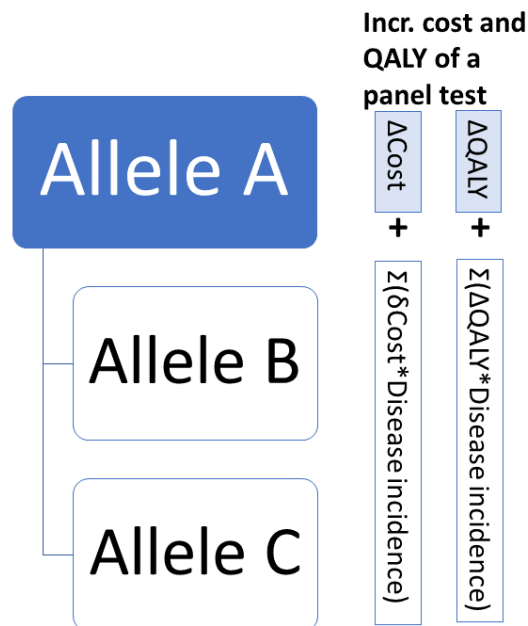 Incr. cost and
QALY of a
panel test
Allele A
ΔCost
ΔQALY
+
+
Allele B
Allele C
Σ(δCost*Disease incidence)
Σ(ΔQALY*Disease incidence)